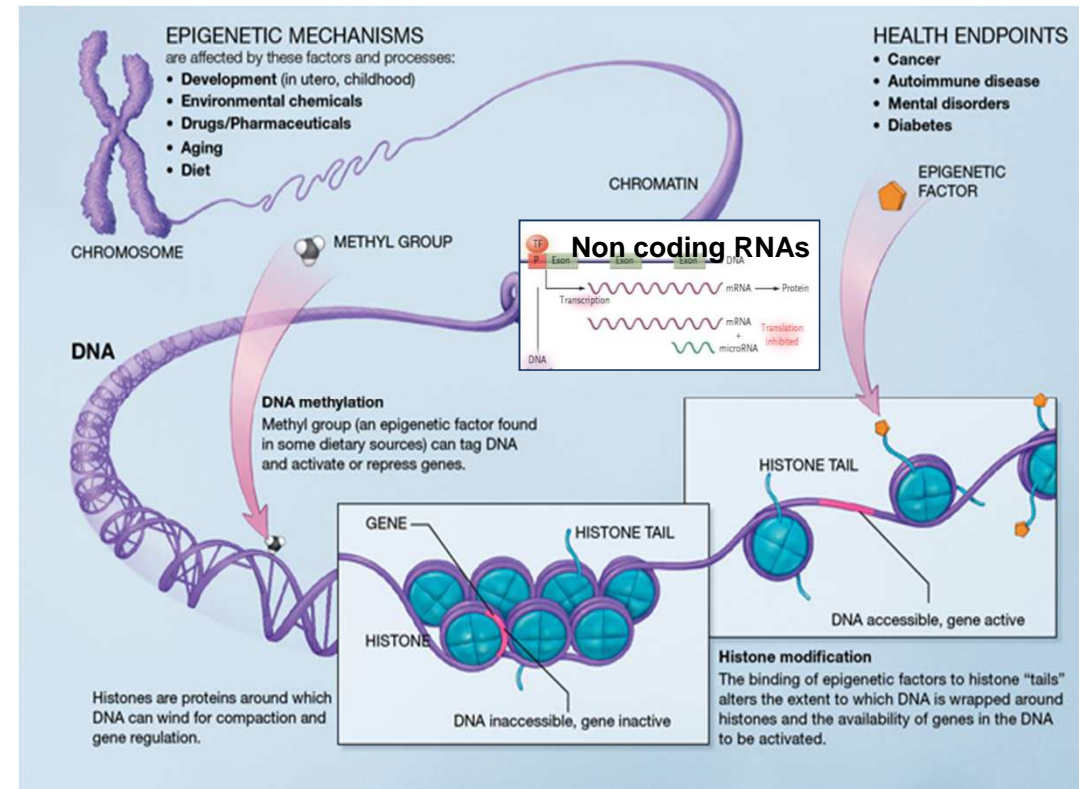 EPIGENETIC MECHANISMS
are affected by these factors and processes:
• Development (in utero, childhood)
• Environmental chemicals
• Drugs/Pharmaceuticals
• Aging
• Diet
HEALTH ENDPOINTS
• Cancer
• Autoimmune disease
• Mental disorders
• Diabetes
EPIGENETIC
FACTOR
CHROMATIN
CHROMOSOME
METHYL GROUP
Non coding RNAs
TF
P Exon Exon Exon DNA
Transcription
mRNA
Protein
mRNA
+
microRNA
Translation
inhibited
DNA
DNA
DNA methylation
Methyl group (an epigenetic factor found
in some dietary sources) can tag DNA
and activate or repress genes.
HISTONE TAIL
DNA accessible, gene active
GENE
HISTONE TAIL
HISTONE
DNA inaccessible, gene inactive
Histones are proteins around which
DNA can wind for compaction and
gene regulation.
Histone modification
The binding of epigenetic factors to histone “tails”
alters the extent to which DNA is wrapped around
histones and the availability of genes in the DNA
to be activated.